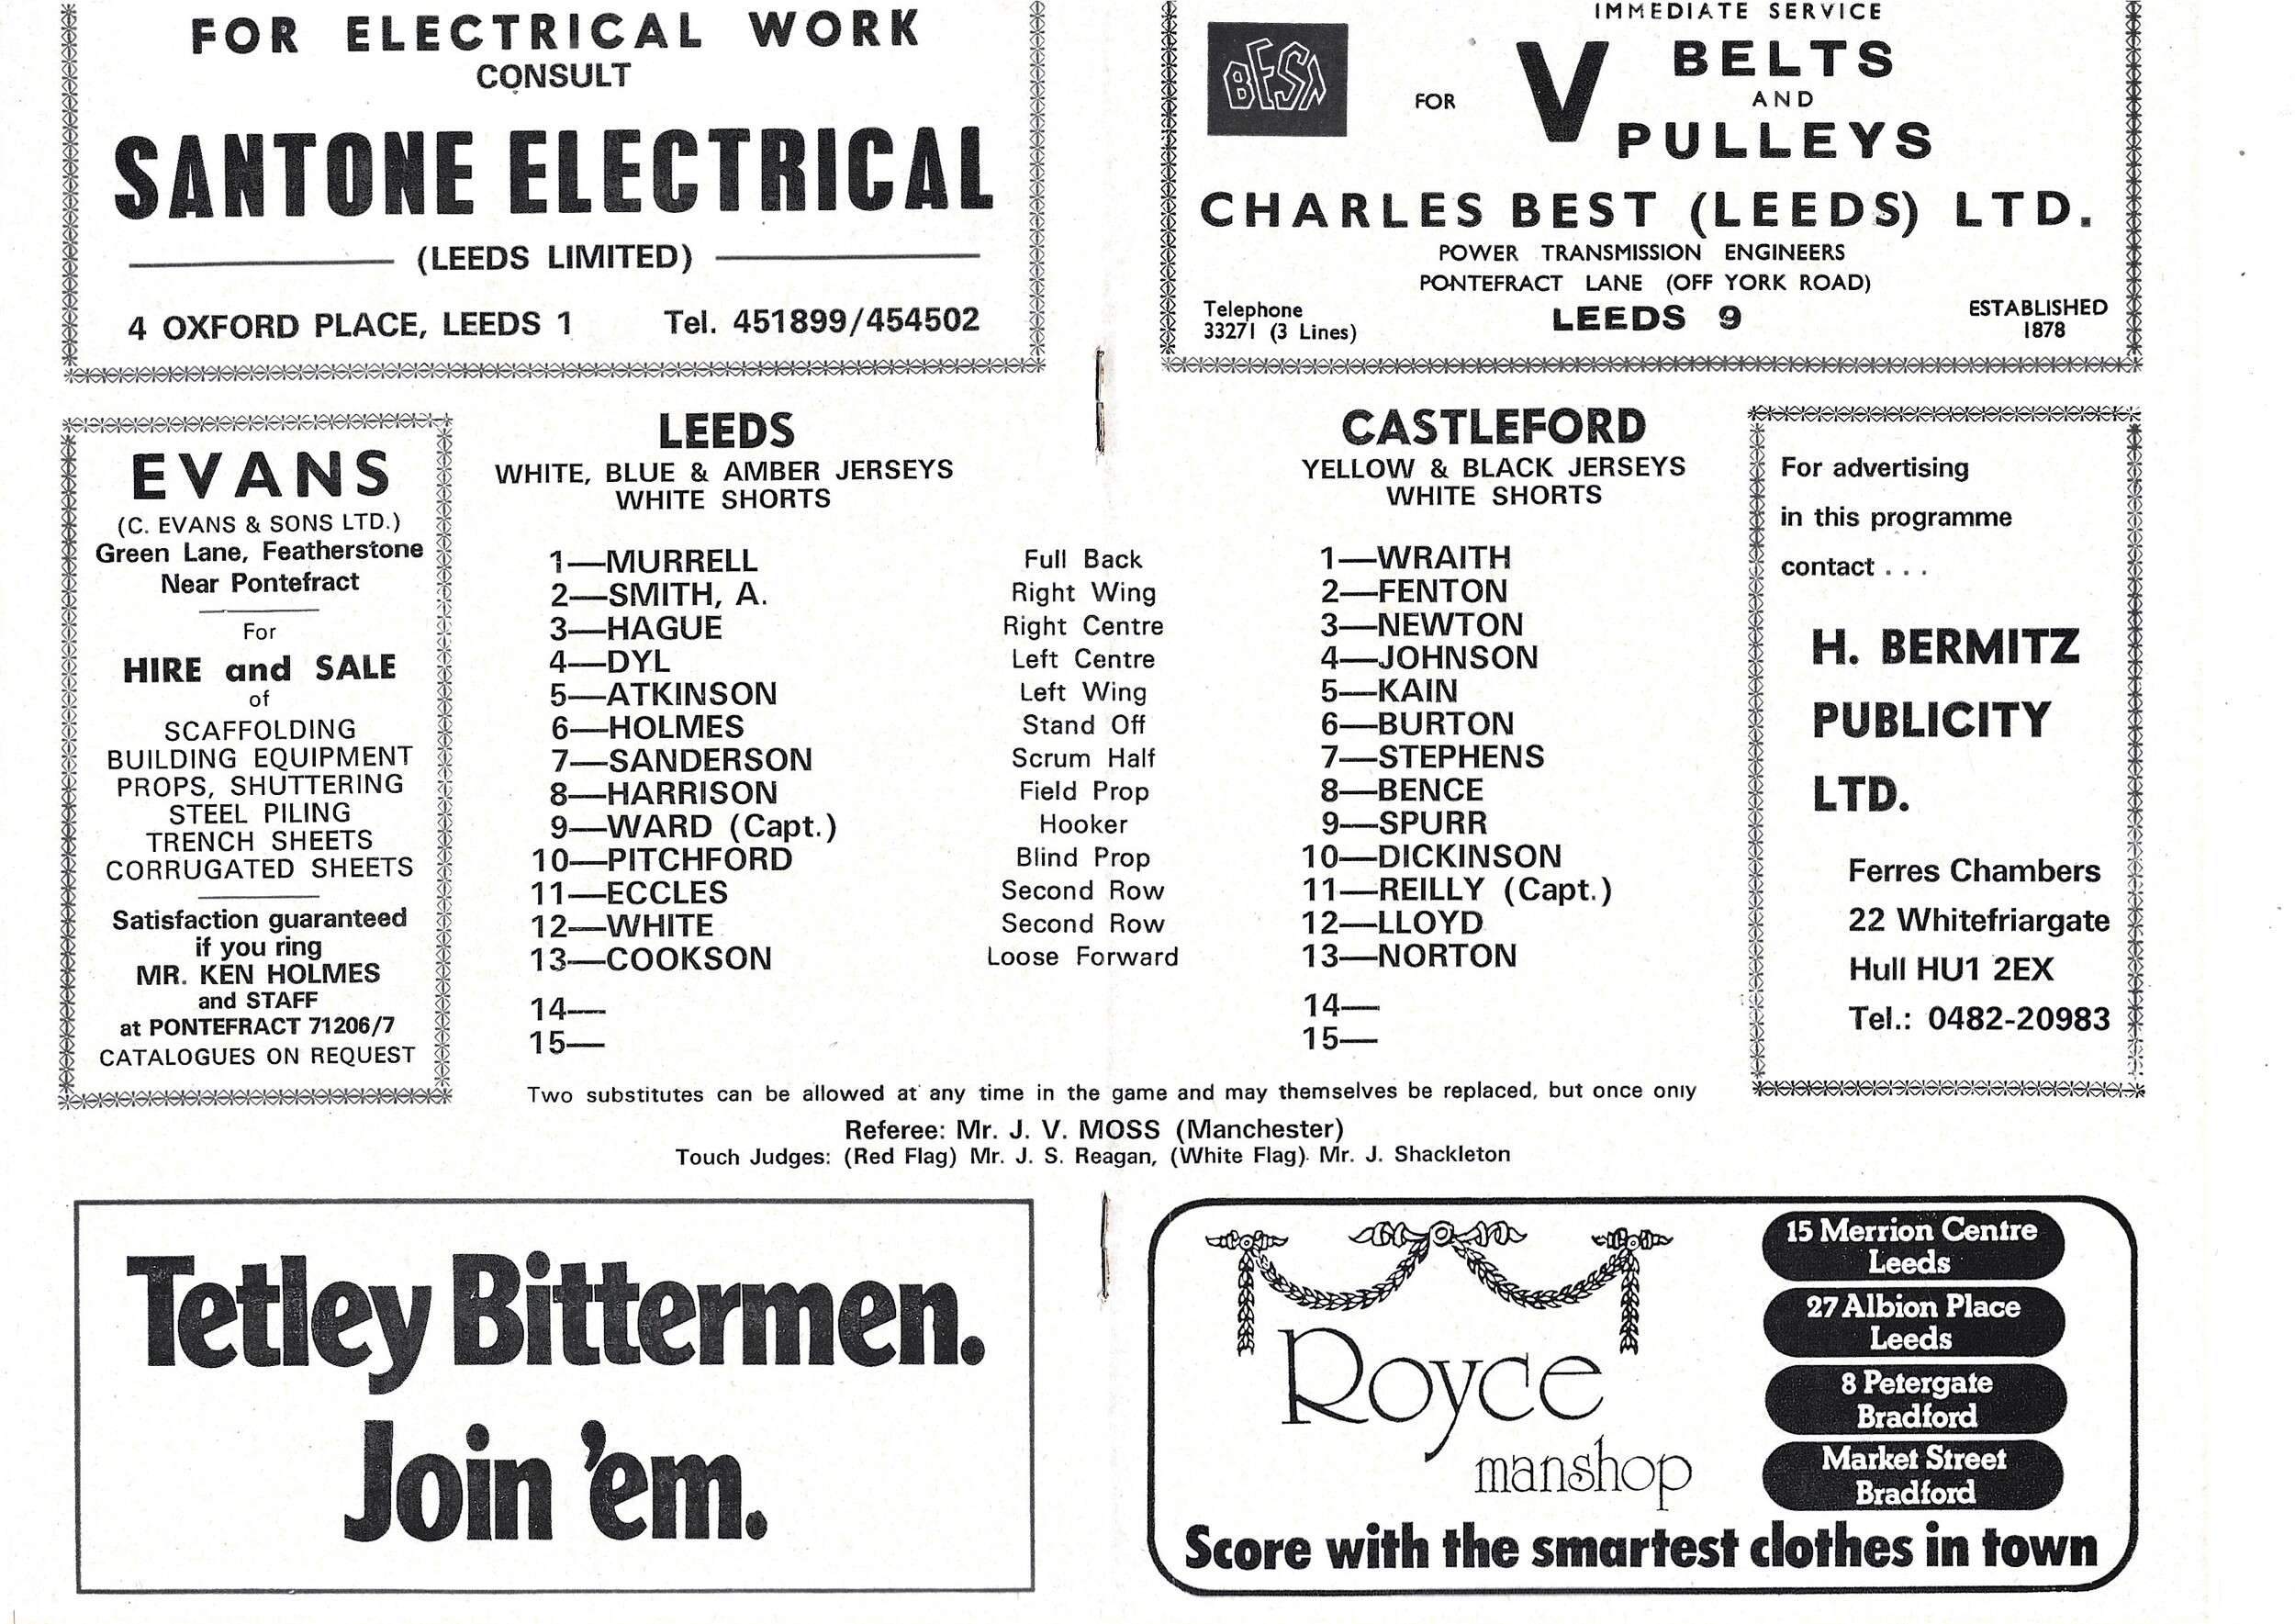 FOR ELECTRICAL WORK
CONSULT
SANTONE ELECTRICAL
(LEEDS LIMITED)
4 OXFORD PLACE, LEEDS 1 Tel. 451899/454502
IMMEDIATE SERVICE
BESN
FOR V BELTS
AND
PULLEYS
CHARLES BEST (LEEDS) LTD.
POWER TRANSMISSION ENGINEERS
PONTEFRACT LANE (OFF YORK ROAD)
Telephone
33271 (3 Lines)
LEEDS 9
ESTABLISHED
1878
EVANS
(C. EVANS & SONS LTD.)
Green Lane, Featherstone
Near Pontefract
For
HIRE and SALE
of
SCAFFOLDING
BUILDING EQUIPMENT
PROPS, SHUTTERING
STEEL PILING
TRENCH SHEETS
CORRUGATED SHEETS
Satisfaction guaranteed
if you ring
MR. KEN HOLMES
and STAFF
at PONTEFRACT 71206/7
CATALOGUES ON REQUEST
LEEDS
WHITE, BLUE & AMBER JERSEYS
WHITE SHORTS
CASTLEFORD
YELLOW & BLACK JERSEYS
WHITE SHORTS
1—MURRELL Full Back 1—WRAITH
2—SMITH, A. Right Wing 2—FENTON
3—HAGUE Right Centre 3—NEWTON
4—DYL Left Centre 4—JOHNSON
5—ATKINSON Left Wing 5—KAIN
6—HOLMES Stand Off 6—BURTON
7—SANDERSON Scrum Half 7—STEPHENS
8—HARRISON Field Prop 8—BENCE
9—WARD (Capt.) Hooker 9—SPURR
10—PITCHFORD Blind Prop 10—DICKINSON
11—ECCLES Second Row 11—REILLY (Capt.)
12—WHITE Second Row 12—LLOYD
13—COOKSON Loose Forward 13—NORTON
14— 14—
15— 15—
Two substitutes can be allowed at any time in the game and may themselves be replaced, but once only
Referee: Mr. J. V. MOSS (Manchester)
Touch Judges: (Red Flag) Mr. J. S. Reagan, (White Flag) Mr. J. Shackleton
For advertising
in this programme
contact . . .
H. BERMITZ
PUBLICITY
LTD.
Ferres Chambers
22 Whitefriargate
Hull HU1 2EX
Tel.: 0482-20983
Tetley Bittermen.
Join 'em.
Royce
manshop
15 Merrion Centre
Leeds
27 Albion Place
Leeds
8 Petergate
Bradford
Market Street
Bradford
Score with the smartest clothes in town